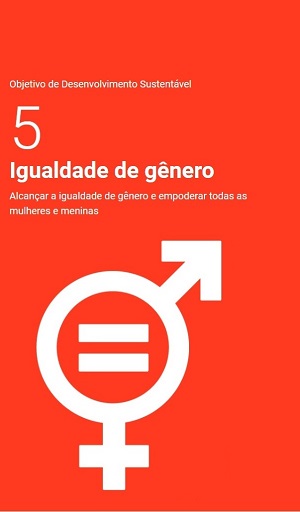 Objetivo de Desenvolvimento Sustentável
5
Igualdade de gênero
Alcançar a igualdade de gênero e empoderar todas as
mulheres e meninas